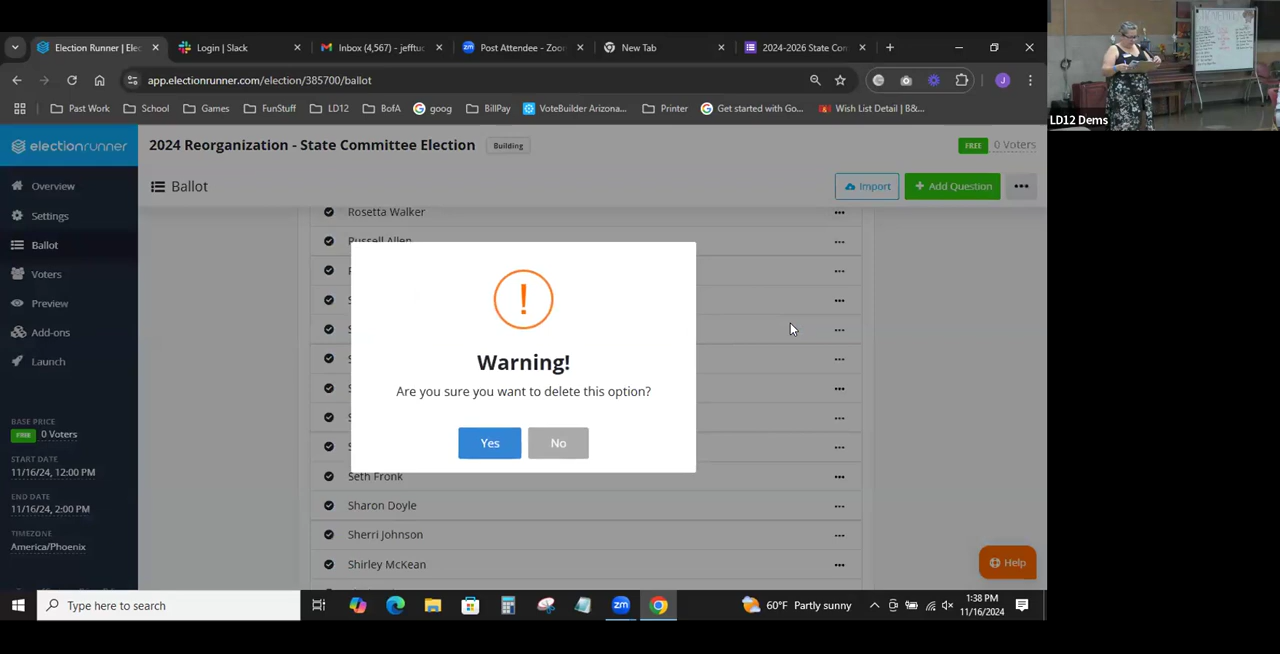 Election Runner | Elec
Login | Slack
Inbox (4,567) - jefftuc
Post Attendee - Zoo
New Tab
2024-2026 State Con
app.electionrunner.com/election/385700/ballot
J
Past Work
School
Games
FunStuff
LD12
BofA
goog
BillPay
VoteBuilder Arizona...
Printer
Get started with Go...
Wish List Detail | B&...
LD12 Dems
electionrunner
2024 Reorganization - State Committee Election
Building
FREE 0 Voters
Overview
Settings
Ballot
Voters
Preview
Add-ons
Launch
BASE PRICE
FREE 0 Voters
START DATE
11/16/24, 12:00 PM
END DATE
11/16/24, 2:00 PM
TIMEZONE
America/Phoenix
Ballot
Import
+ Add Question
Rosetta Walker
Russell Allen
Warning!
Are you sure you want to delete this option?
Yes
No
Seth Fronk
Sharon Doyle
Sherri Johnson
Shirley McKean
Help
Type here to search
zm
60°F Partly sunny
1:38 PM
11/16/2024